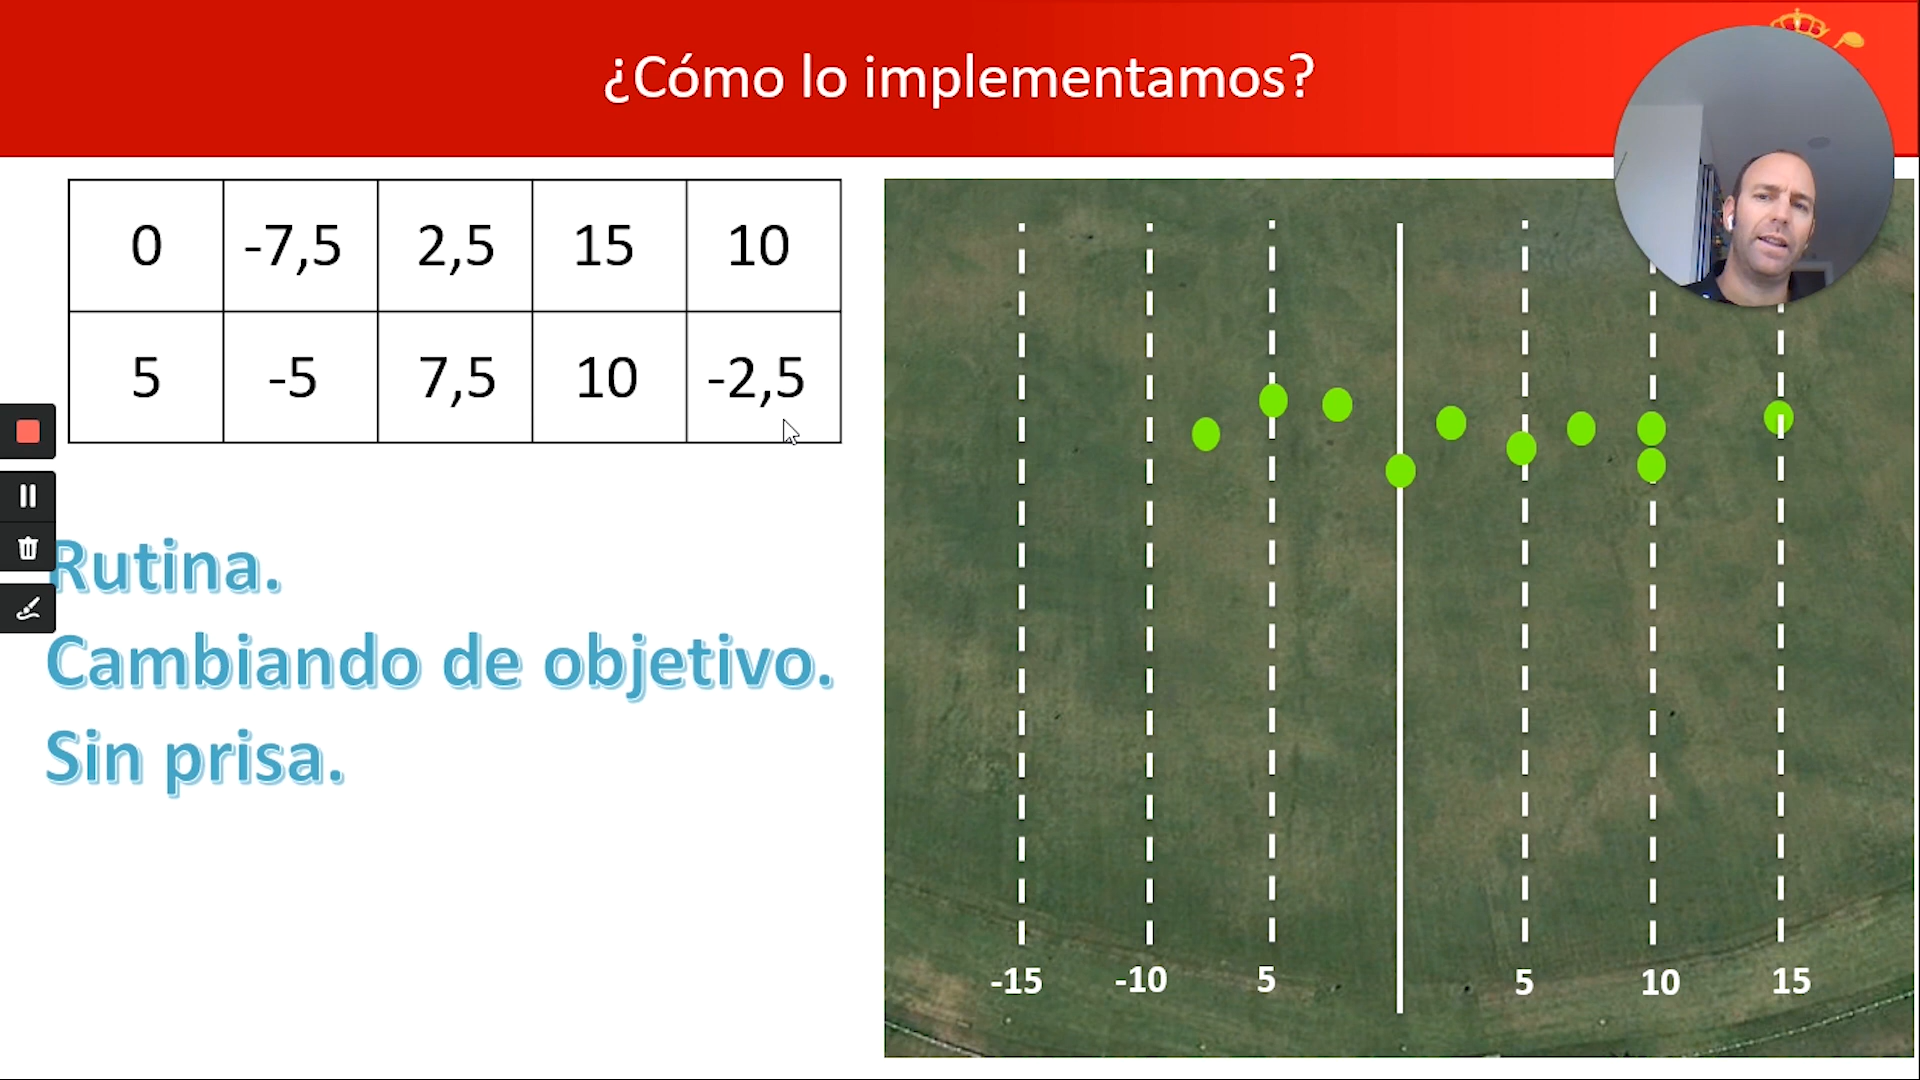 ¿Cómo lo implementamos?
0 -7,5 2,5 15 10
5 -5 7,5 10 -2,5
Rutina.
Cambiando de objetivo.
Sin prisa.
-15 -10 5 5 10 15